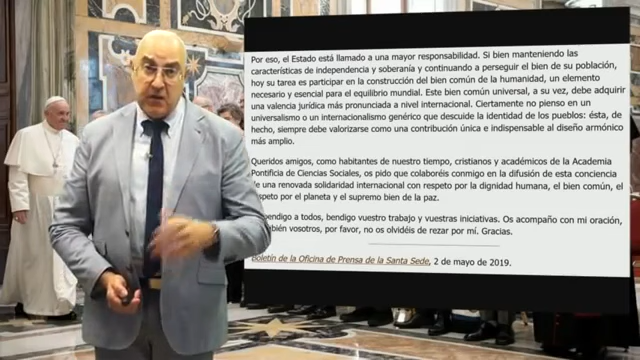 Por eso, el Estado está llamado a una mayor responsabilidad. Si bien manteniendo las
características de independencia y soberanía y continuando a perseguir el bien de su población,
hoy su tarea es participar en la construcción del bien común de la humanidad, un elemento
necesario y esencial para el equilibrio mundial. Este bien común universal, a su vez, debe adquirir
una valencia jurídica más pronunciada a nivel internacional. Ciertamente no pienso en un
universalismo o un internacionalismo genérico que descuide la identidad de los pueblos: ésta, de
hecho, siempre debe valorizarse como una contribución única e indispensable al diseño armónico
más amplio.
Queridos amigos, como habitantes de nuestro tiempo, cristianos y académicos de la Academia
Pontificia de Ciencias Sociales, os pido que colaboréis conmigo en la difusión de esta conciencia
de una renovada solidaridad internacional con respeto por la dignidad humana, el bien común, el
respeto por el planeta y el supremo bien de la paz.
bendigo a todos, bendigo vuestro trabajo y vuestras iniciativas. Os acompaño con mi oración,
también vosotros, por favor, no os olvidéis de rezar por mí. Gracias.
Boletín de la Oficina de Prensa de la Santa Sede, 2 de mayo de 2019.